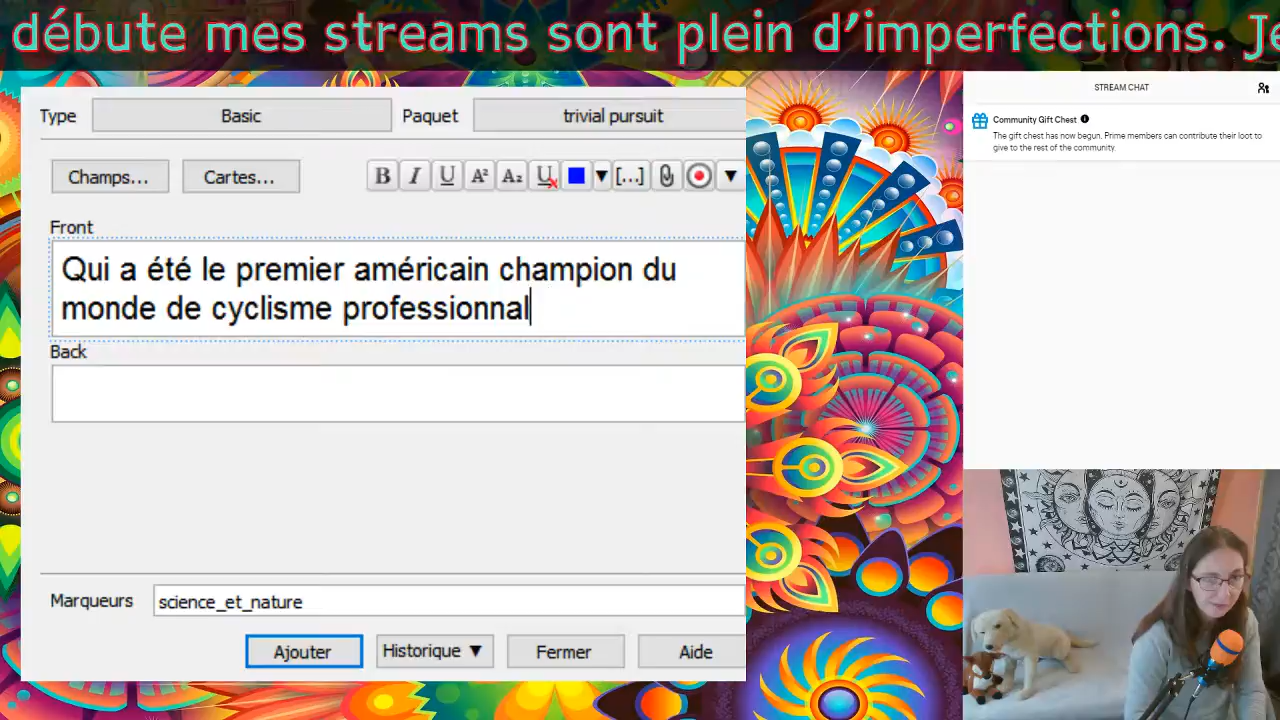 débute mes streams sont plein d'imperfections. Je
Type Basic Paquet trivial pursuit
Champs... Cartes... B I U A² A₂ U [...]
Front
Qui a été le premier américain champion du
monde de cyclisme professionnal
Back
Marqueurs science_et_nature
Ajouter Historique ▼ Fermer Aide
STREAM CHAT
Community Gift Chest
The gift chest has now begun. Prime members can contribute their loot to
give to the rest of the community.